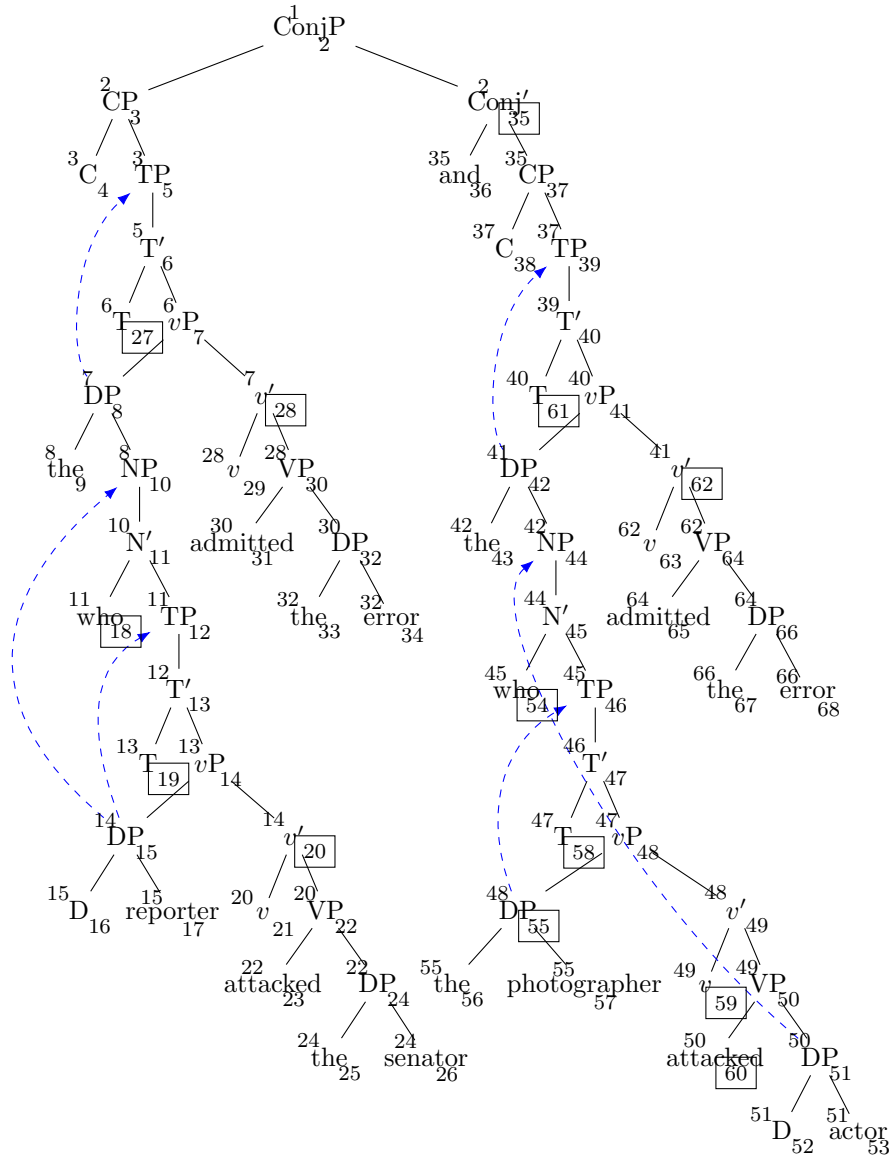 1 ConjP 2
2 CP 3 2 Conj′ 35
3 C 4 3 TP 5 35 and 36 35 CP 37
5 T′ 6 37 C 38 37 TP 39
6 T 27 6 vP 7 39 T′ 40
7 DP 8 7 v′ 28 40 T 61 40 vP 41
8 the 9 8 NP 10 28 v 29 28 VP 30 41 DP 42 41 v′ 62
10 N′ 11 30 admitted 31 30 DP 32 42 the 43 42 NP 44 62 v 63 62 VP 64
11 who 18 11 TP 12 32 the 33 32 error 34 44 N′ 45 64 admitted 65 64 DP 66
12 T′ 13 45 who 54 45 TP 46 66 the 67 66 error 68
13 T 19 13 vP 14 46 T′ 47
14 DP 15 14 v′ 20 47 T 58 47 vP 48
15 D 16 15 reporter 17 20 v 21 20 VP 22 48 DP 55 48 v′ 49
22 attacked 23 22 DP 24 55 the 56 55 photographer 57 49 v 59 49 VP 50
24 the 25 24 senator 26 50 attacked 60 50 DP 51
51 D 52 51 actor 53